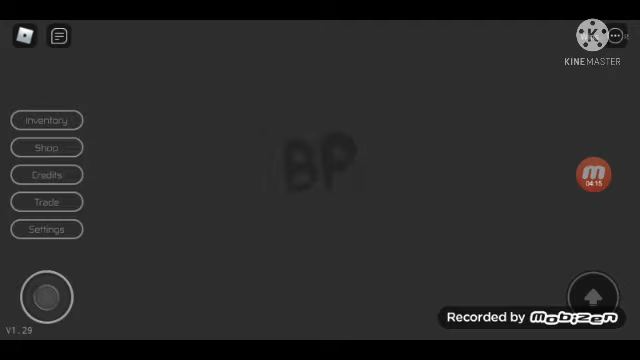 KINEMASTER
Inventory
Shop
BP
Credits
04:15
Trade
Settings
Recorded by Mobizen
V1.29